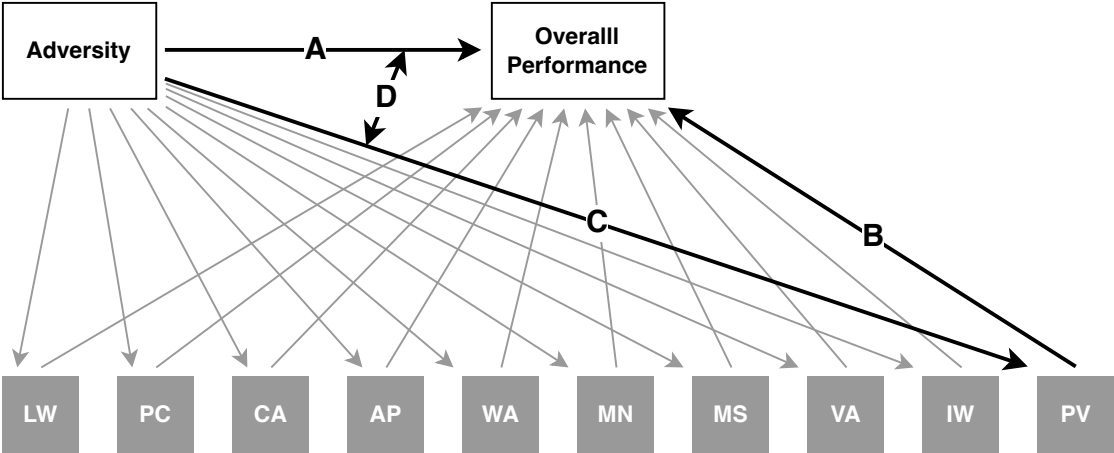 Adversity
A
Overalll
Performance
D
C
B
LW
PC
CA
AP
WA
MN
MS
VA
IW
PV